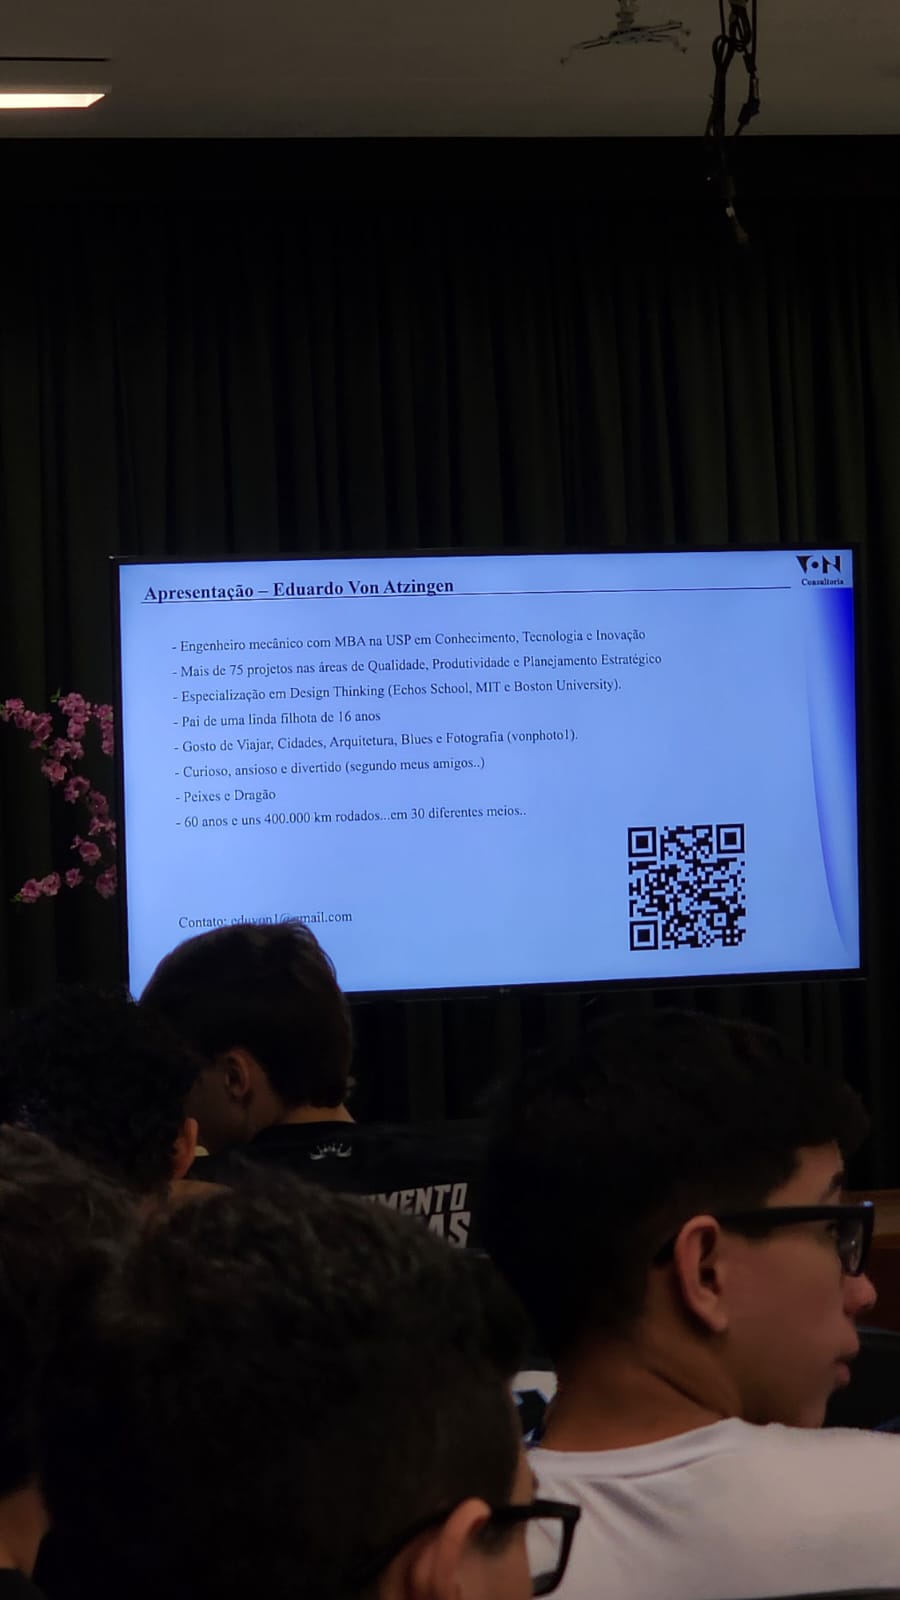 VON
Consultoria
Apresentação – Eduardo Von Atzingen
- Engenheiro mecânico com MBA na USP em Conhecimento, Tecnologia e Inovação
- Mais de 75 projetos nas áreas de Qualidade, Produtividade e Planejamento Estratégico
- Especialização em Design Thinking (Echos School, MIT e Boston University).
- Pai de uma linda filhota de 16 anos
- Gosto de Viajar, Cidades, Arquitetura, Blues e Fotografia (vonphoto1).
- Curioso, ansioso e divertido (segundo meus amigos..)
- Peixes e Dragão
- 60 anos e uns 400.000 km rodados...em 30 diferentes meios..
Contato: eduvon1@gmail.com
MENTO
AS